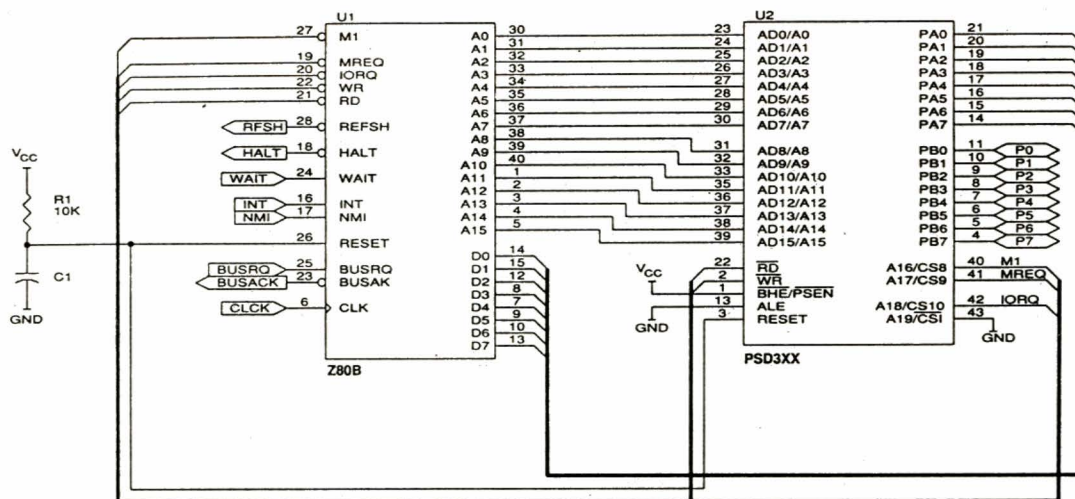 U1
27 M1
19 MREQ
20 IORQ
22 WR
21 RD
RFSH 28 REFSH
HALT 18 HALT
WAIT 24 WAIT
INT 16 INT
NMI 17 NMI
26 RESET
BUSRQ 25 BUSRQ
BUSACK 23 BUSAK
CLCK 6 CLK
A0 30
A1 31
A2 32
A3 33
A4 34
A5 35
A6 36
A7 37
A8 38
A9 39
A10 40
A11 1
A12 2
A13 3
A14 4
A15 5
D0 14
D1 15
D2 12
D3 8
D4 7
D5 9
D6 10
D7 13
Z80B
VCC
R1
10K
C1
GND
U2
23 AD0/A0
24 AD1/A1
25 AD2/A2
26 AD3/A3
27 AD4/A4
28 AD5/A5
29 AD6/A6
30 AD7/A7
31 AD8/A8
32 AD9/A9
33 AD10/A10
35 AD11/A11
36 AD12/A12
37 AD13/A13
38 AD14/A14
39 AD15/A15
22 RD
2 WR
VCC 1 BHE/PSEN
13 ALE
GND
3 RESET
PA0 21
PA1 20
PA2 19
PA3 18
PA4 17
PA5 16
PA6 15
PA7 14
PB0 11 P0
PB1 10 P1
PB2 9 P2
PB3 8 P3
PB4 7 P4
PB5 6 P5
PB6 5 P6
PB7 4 P7
A16/CS8 40 M1
A17/CS9 41 MREQ
A18/CS10 42 IORQ
A19/CSI 43
GND
PSD3XX